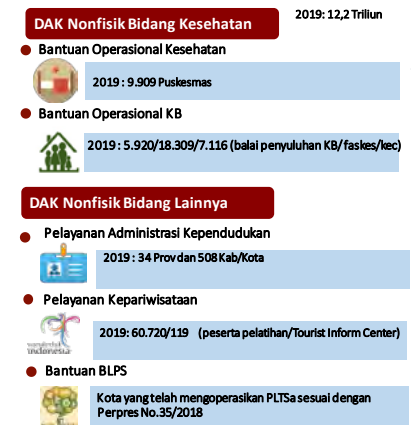 DAK Nonfisik Bidang Kesehatan
2019: 12,2 Triliun
Bantuan Operasional Kesehatan
2019 : 9.909 Puskesmas
Bantuan Operasional KB
2019 : 5.920/18.309/7.116 (balai penyuluhan KB/ faskes/kec)
DAK Nonfisik Bidang Lainnya
Pelayanan Administrasi Kependudukan
2019 : 34 Prov dan 508 Kab/Kota
Pelayanan Kepariwisataan
2019: 60.720/119 (peserta pelatihan/Tourist Inform Center)
wonderful
indonesia
Bantuan BLPS
Kota yang telah mengoperasikan PLTSa sesuai dengan
Perpres No.35/2018